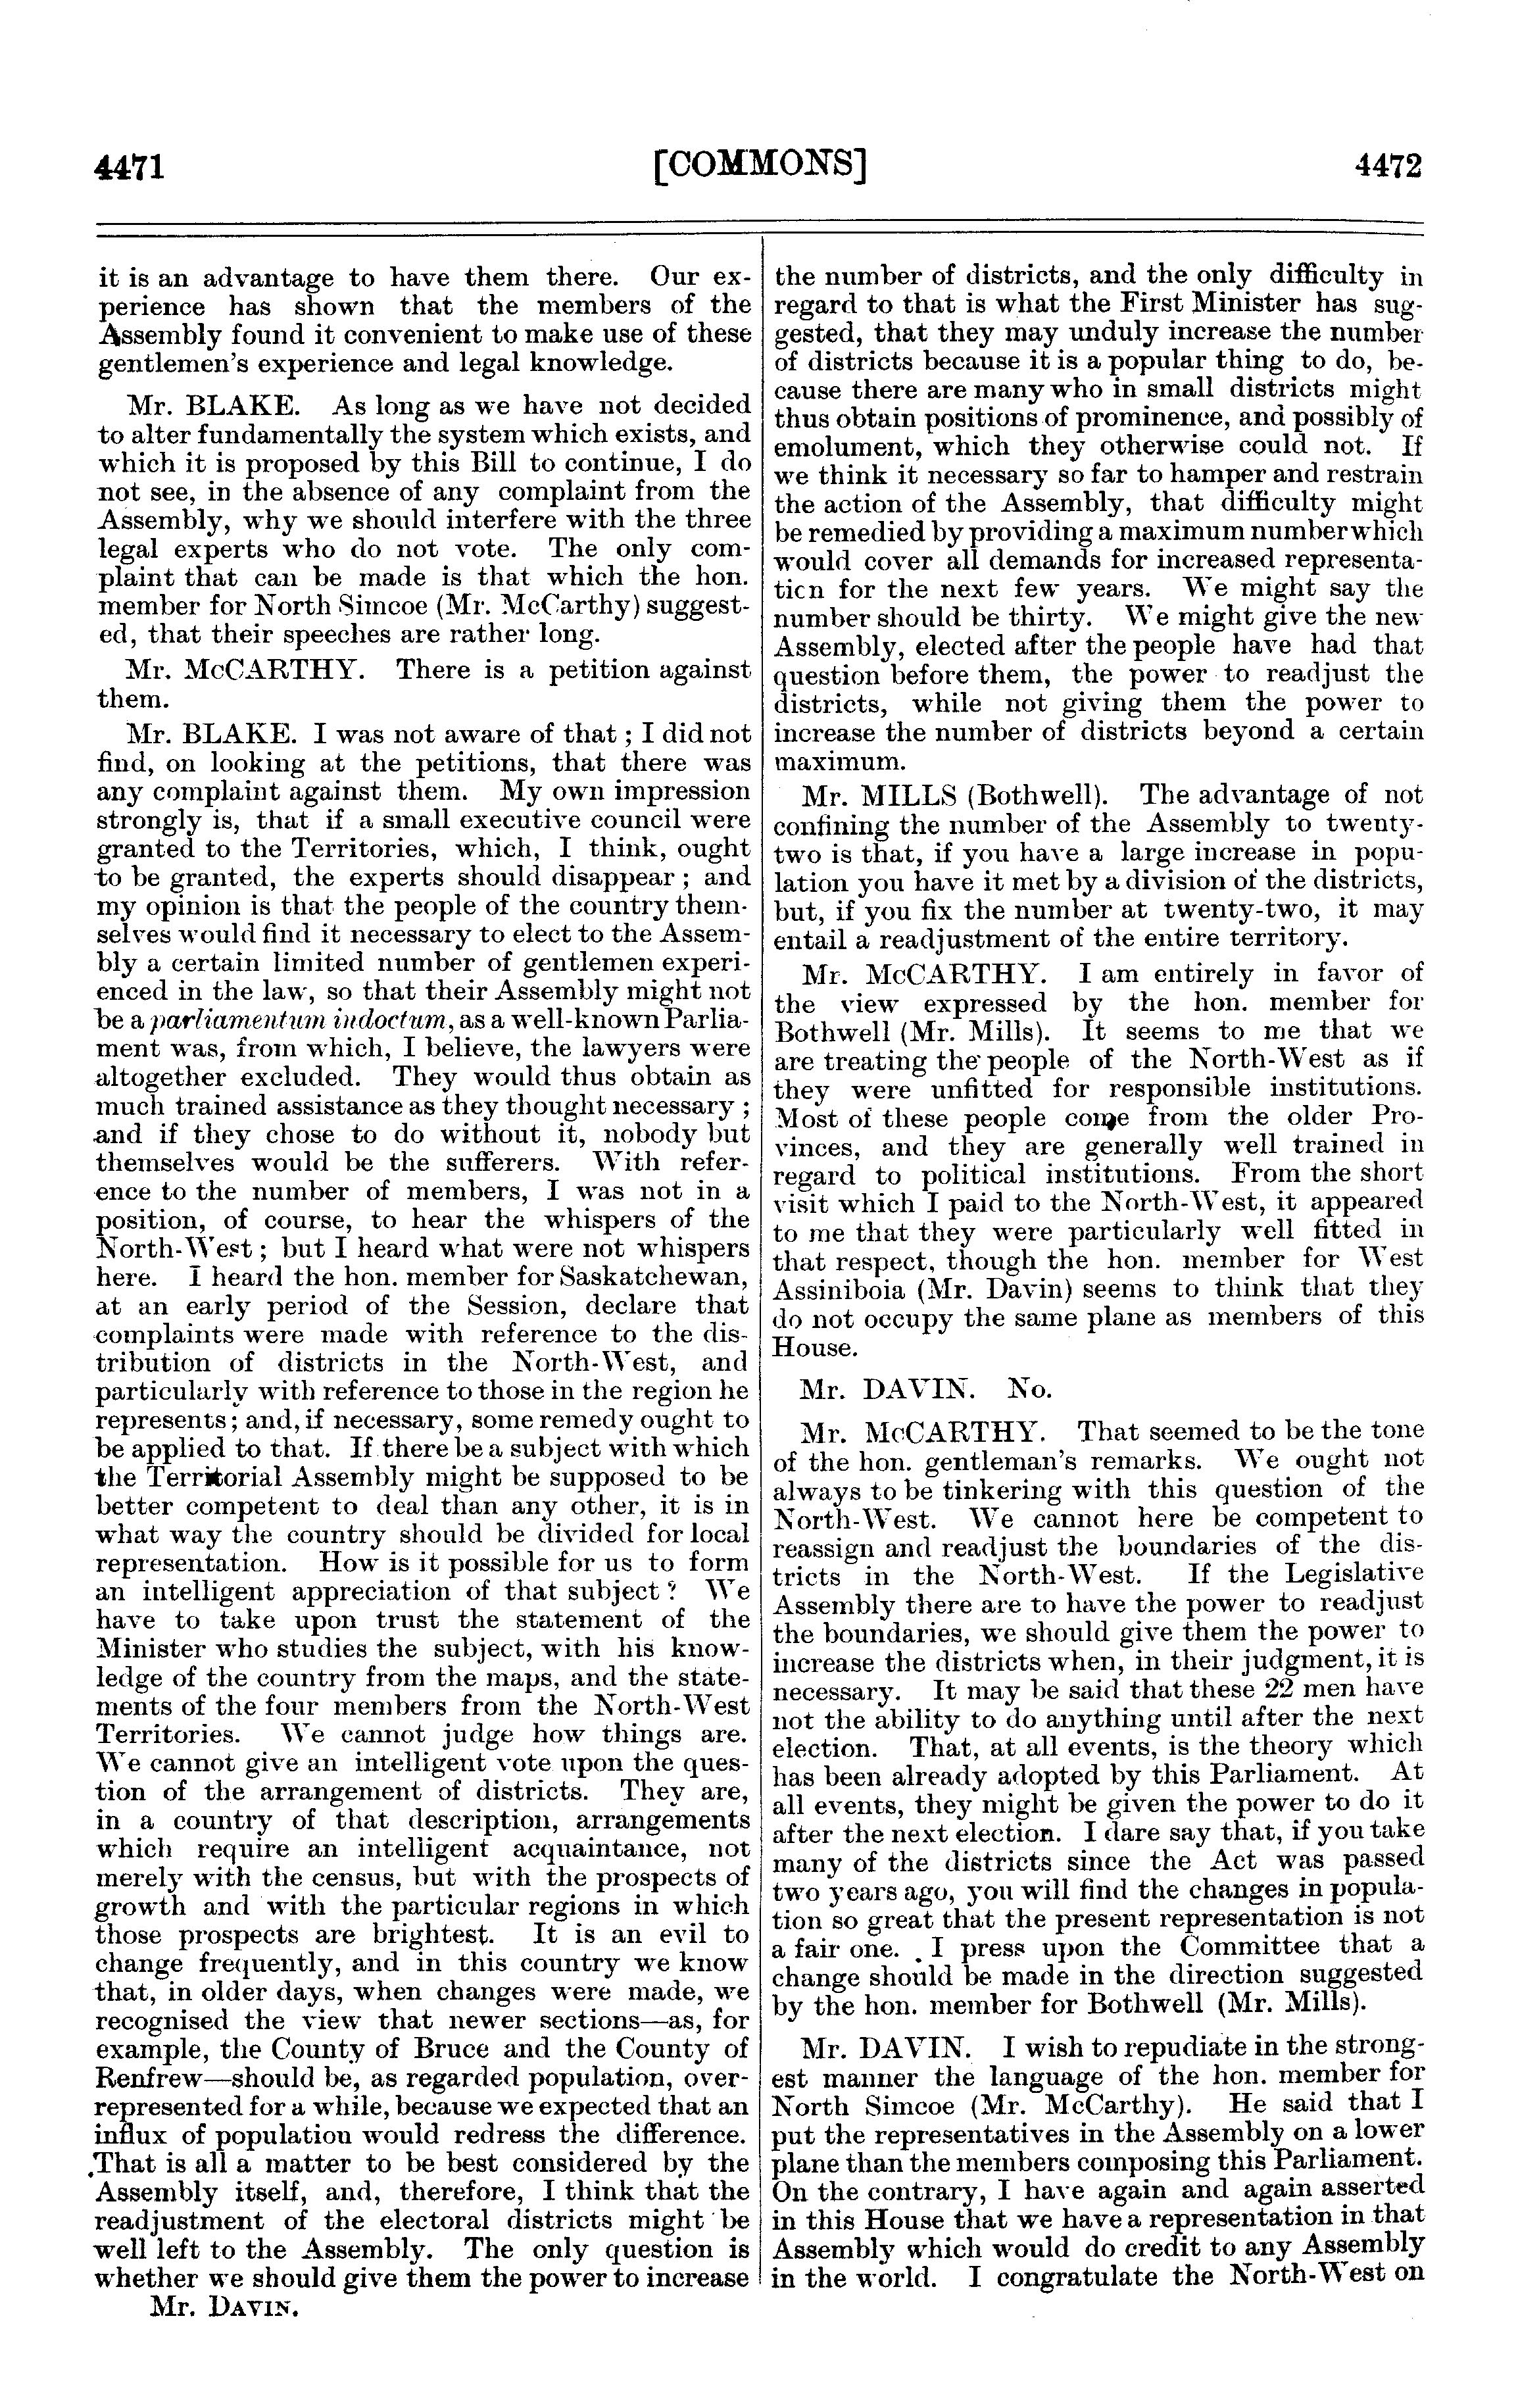 4471
[COMMONS]
4472
it is an advantage to have them there. Our ex-
perience has shown that the members of the
Assembly found it convenient to make use of these
gentlemen's experience and legal knowledge.
Mr. BLAKE. As long as we have not decided
to alter fundamentally the system which exists, and
which it is proposed by this Bill to continue, I do
not see, in the absence of any complaint from the
Assembly, why we should interfere with the three
legal experts who do not vote. The only com-
plaint that can be made is that which the hon.
member for North Simcoe (Mr. McCarthy) suggest-
ed, that their speeches are rather long.
Mr. McCARTHY. There is a petition against
them.
Mr. BLAKE. I was not aware of that; I did not
find, on looking at the petitions, that there was
any complaint against them. My own impression
strongly is, that if a small executive council were
granted to the Territories, which, I think, ought
to be granted, the experts should disappear; and
my opinion is that the people of the country them-
selves would find it necessary to elect to the Assem-
bly a certain limited number of gentlemen experi-
enced in the law, so that their Assembly might not
be a parliamentum indoctum, as a well-known Parlia-
ment was, from which, I believe, the lawyers were
altogether excluded. They would thus obtain as
much trained assistance as they thought necessary;
and if they chose to do without it, nobody but
themselves would be the sufferers. With refer-
ence to the number of members, I was not in a
position, of course, to hear the whispers of the
North-West; but I heard what were not whispers
here. I heard the hon. member for Saskatchewan,
at an early period of the Session, declare that
complaints were made with reference to the dis-
tribution of districts in the North-West, and
particularly with reference to those in the region he
represents; and, if necessary, some remedy ought to
be applied to that. If there be a subject with which
the Territorial Assembly might be supposed to be
better competent to deal than any other, it is in
what way the country should be divided for local
representation. How is it possible for us to form
an intelligent appreciation of that subject? We
have to take upon trust the statement of the
Minister who studies the subject, with his know-
ledge of the country from the maps, and the state-
ments of the four members from the North-West
Territories. We cannot judge how things are.
We cannot give an intelligent vote upon the ques-
tion of the arrangement of districts. They are,
in a country of that description, arrangements
which require an intelligent acquaintance, not
merely with the census, but with the prospects of
growth and with the particular regions in which
those prospects are brightest. It is an evil to
change frequently, and in this country we know
that, in older days, when changes were made, we
recognised the view that newer sections—as, for
example, the County of Bruce and the County of
Renfrew—should be, as regarded population, over-
represented for a while, because we expected that an
influx of population would redress the difference.
That is all a matter to be best considered by the
Assembly itself, and, therefore, I think that the
readjustment of the electoral districts might be
well left to the Assembly. The only question is
whether we should give them the power to increase
Mr. DAVIN.
the number of districts, and the only difficulty in
regard to that is what the First Minister has sug-
gested, that they may unduly increase the number
of districts because it is a popular thing to do, be-
cause there are many who in small districts might
thus obtain positions of prominence, and possibly of
emolument, which they otherwise could not. If
we think it necessary so far to hamper and restrain
the action of the Assembly, that difficulty might
be remedied by providing a maximum number which
would cover all demands for increased representa-
ticn for the next few years. We might say the
number should be thirty. We might give the new
Assembly, elected after the people have had that
question before them, the power to readjust the
districts, while not giving them the power to
increase the number of districts beyond a certain
maximum.
Mr. MILLS (Bothwell). The advantage of not
confining the number of the Assembly to twenty-
two is that, if you have a large increase in popu-
lation you have it met by a division of the districts,
but, if you fix the number at twenty-two, it may
entail a readjustment of the entire territory.
Mr. McCARTHY. I am entirely in favor of
the view expressed by the hon. member for
Bothwell (Mr. Mills). It seems to me that we
are treating the people of the North-West as if
they were unfitted for responsible institutions.
Most of these people come from the older Pro-
vinces, and they are generally well trained in
regard to political institutions. From the short
visit which I paid to the North-West, it appeared
to me that they were particularly well fitted in
that respect, though the hon. member for West
Assiniboia (Mr. Davin) seems to think that they
do not occupy the same plane as members of this
House.
Mr. DAVIN. No.
Mr. McCARTHY. That seemed to be the tone
of the hon. gentleman's remarks. We ought not
always to be tinkering with this question of the
North-West. We cannot here be competent to
reassign and readjust the boundaries of the dis-
tricts in the North-West. If the Legislative
Assembly there are to have the power to readjust
the boundaries, we should give them the power to
increase the districts when, in their judgment, it is
necessary. It may be said that these 22 men have
not the ability to do anything until after the next
election. That, at all events, is the theory which
has been already adopted by this Parliament. At
all events, they might be given the power to do it
after the next election. I dare say that, if you take
many of the districts since the Act was passed
two years ago, you will find the changes in popula-
tion so great that the present representation is not
a fair one. I press upon the Committee that a
change should be made in the direction suggested
by the hon. member for Bothwell (Mr. Mills).
Mr. DAVIN. I wish to repudiate in the strong-
est manner the language of the hon. member for
North Simcoe (Mr. McCarthy). He said that I
put the representatives in the Assembly on a lower
plane than the members composing this Parliament.
On the contrary, I have again and again asserted
in this House that we have a representation in that
Assembly which would do credit to any Assembly
in the world. I congratulate the North-West on